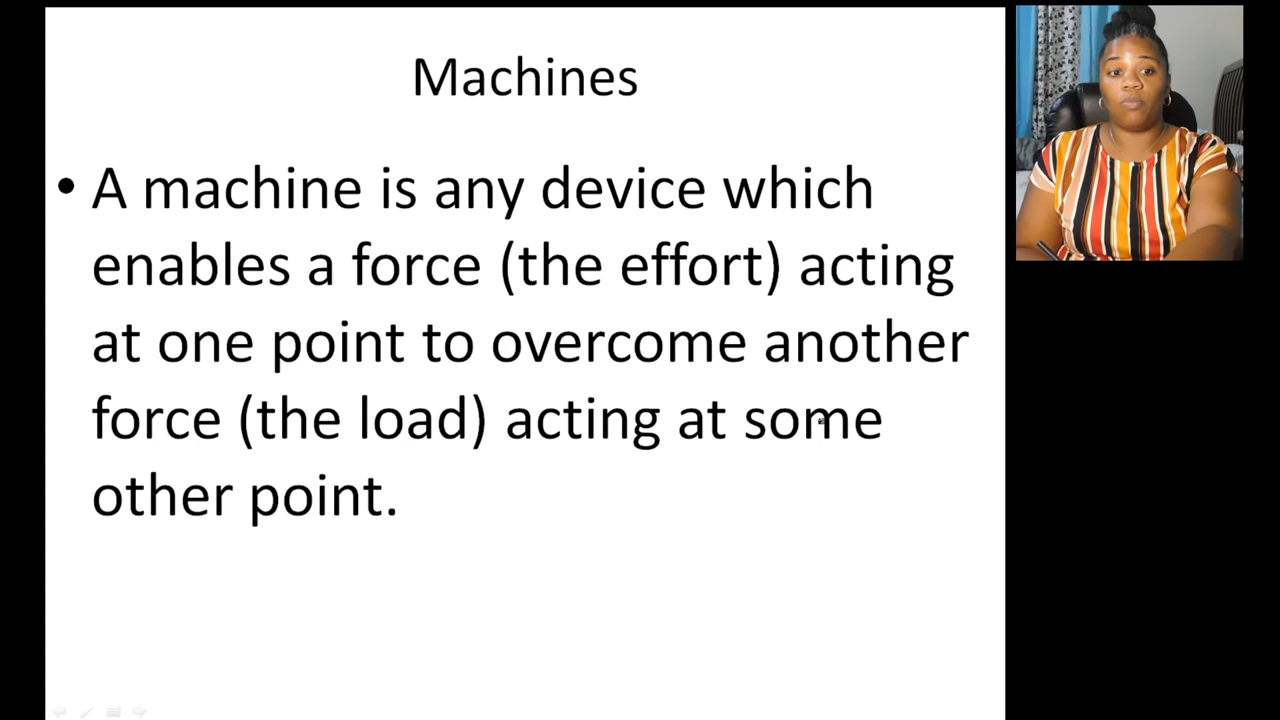 Machines
• A machine is any device which
enables a force (the effort) acting
at one point to overcome another
force (the load) acting at some
other point.